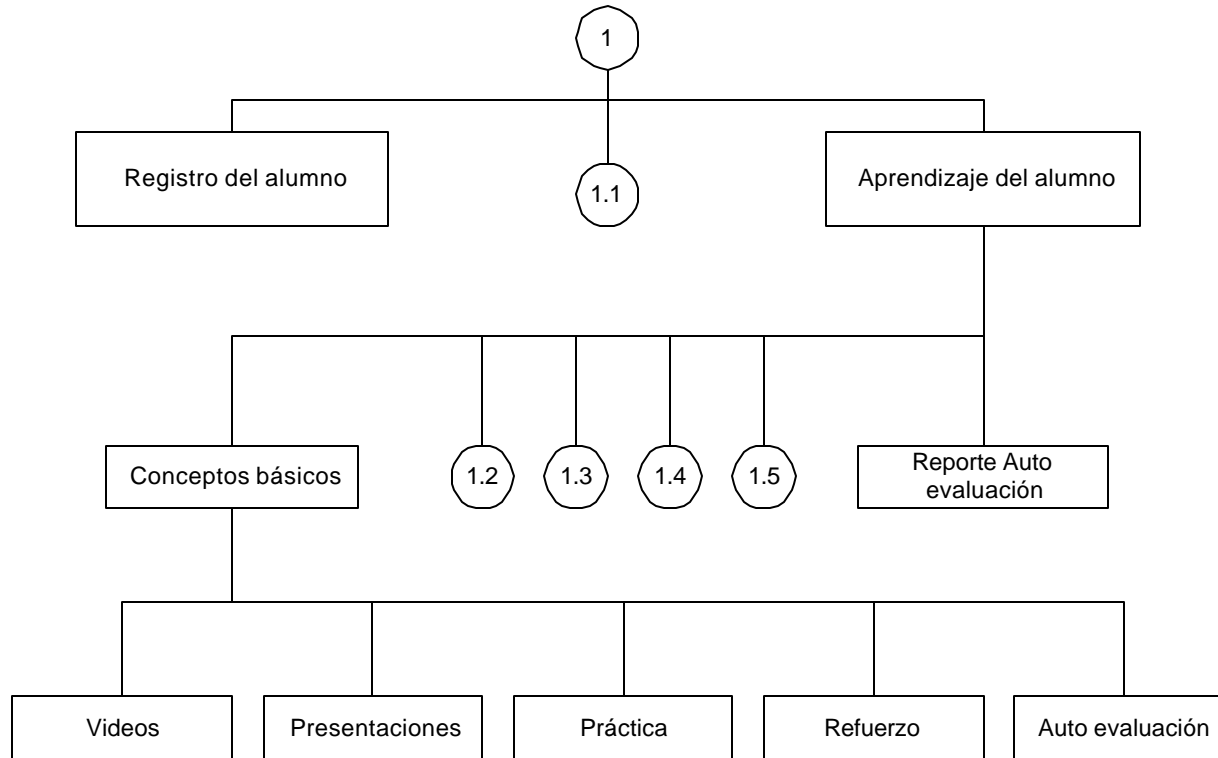 1
Registro del alumno
1.1
Aprendizaje del alumno
Conceptos básicos
1.2
1.3
1.4
1.5
Reporte Auto
evaluación
Videos
Presentaciones
Práctica
Refuerzo
Auto evaluación